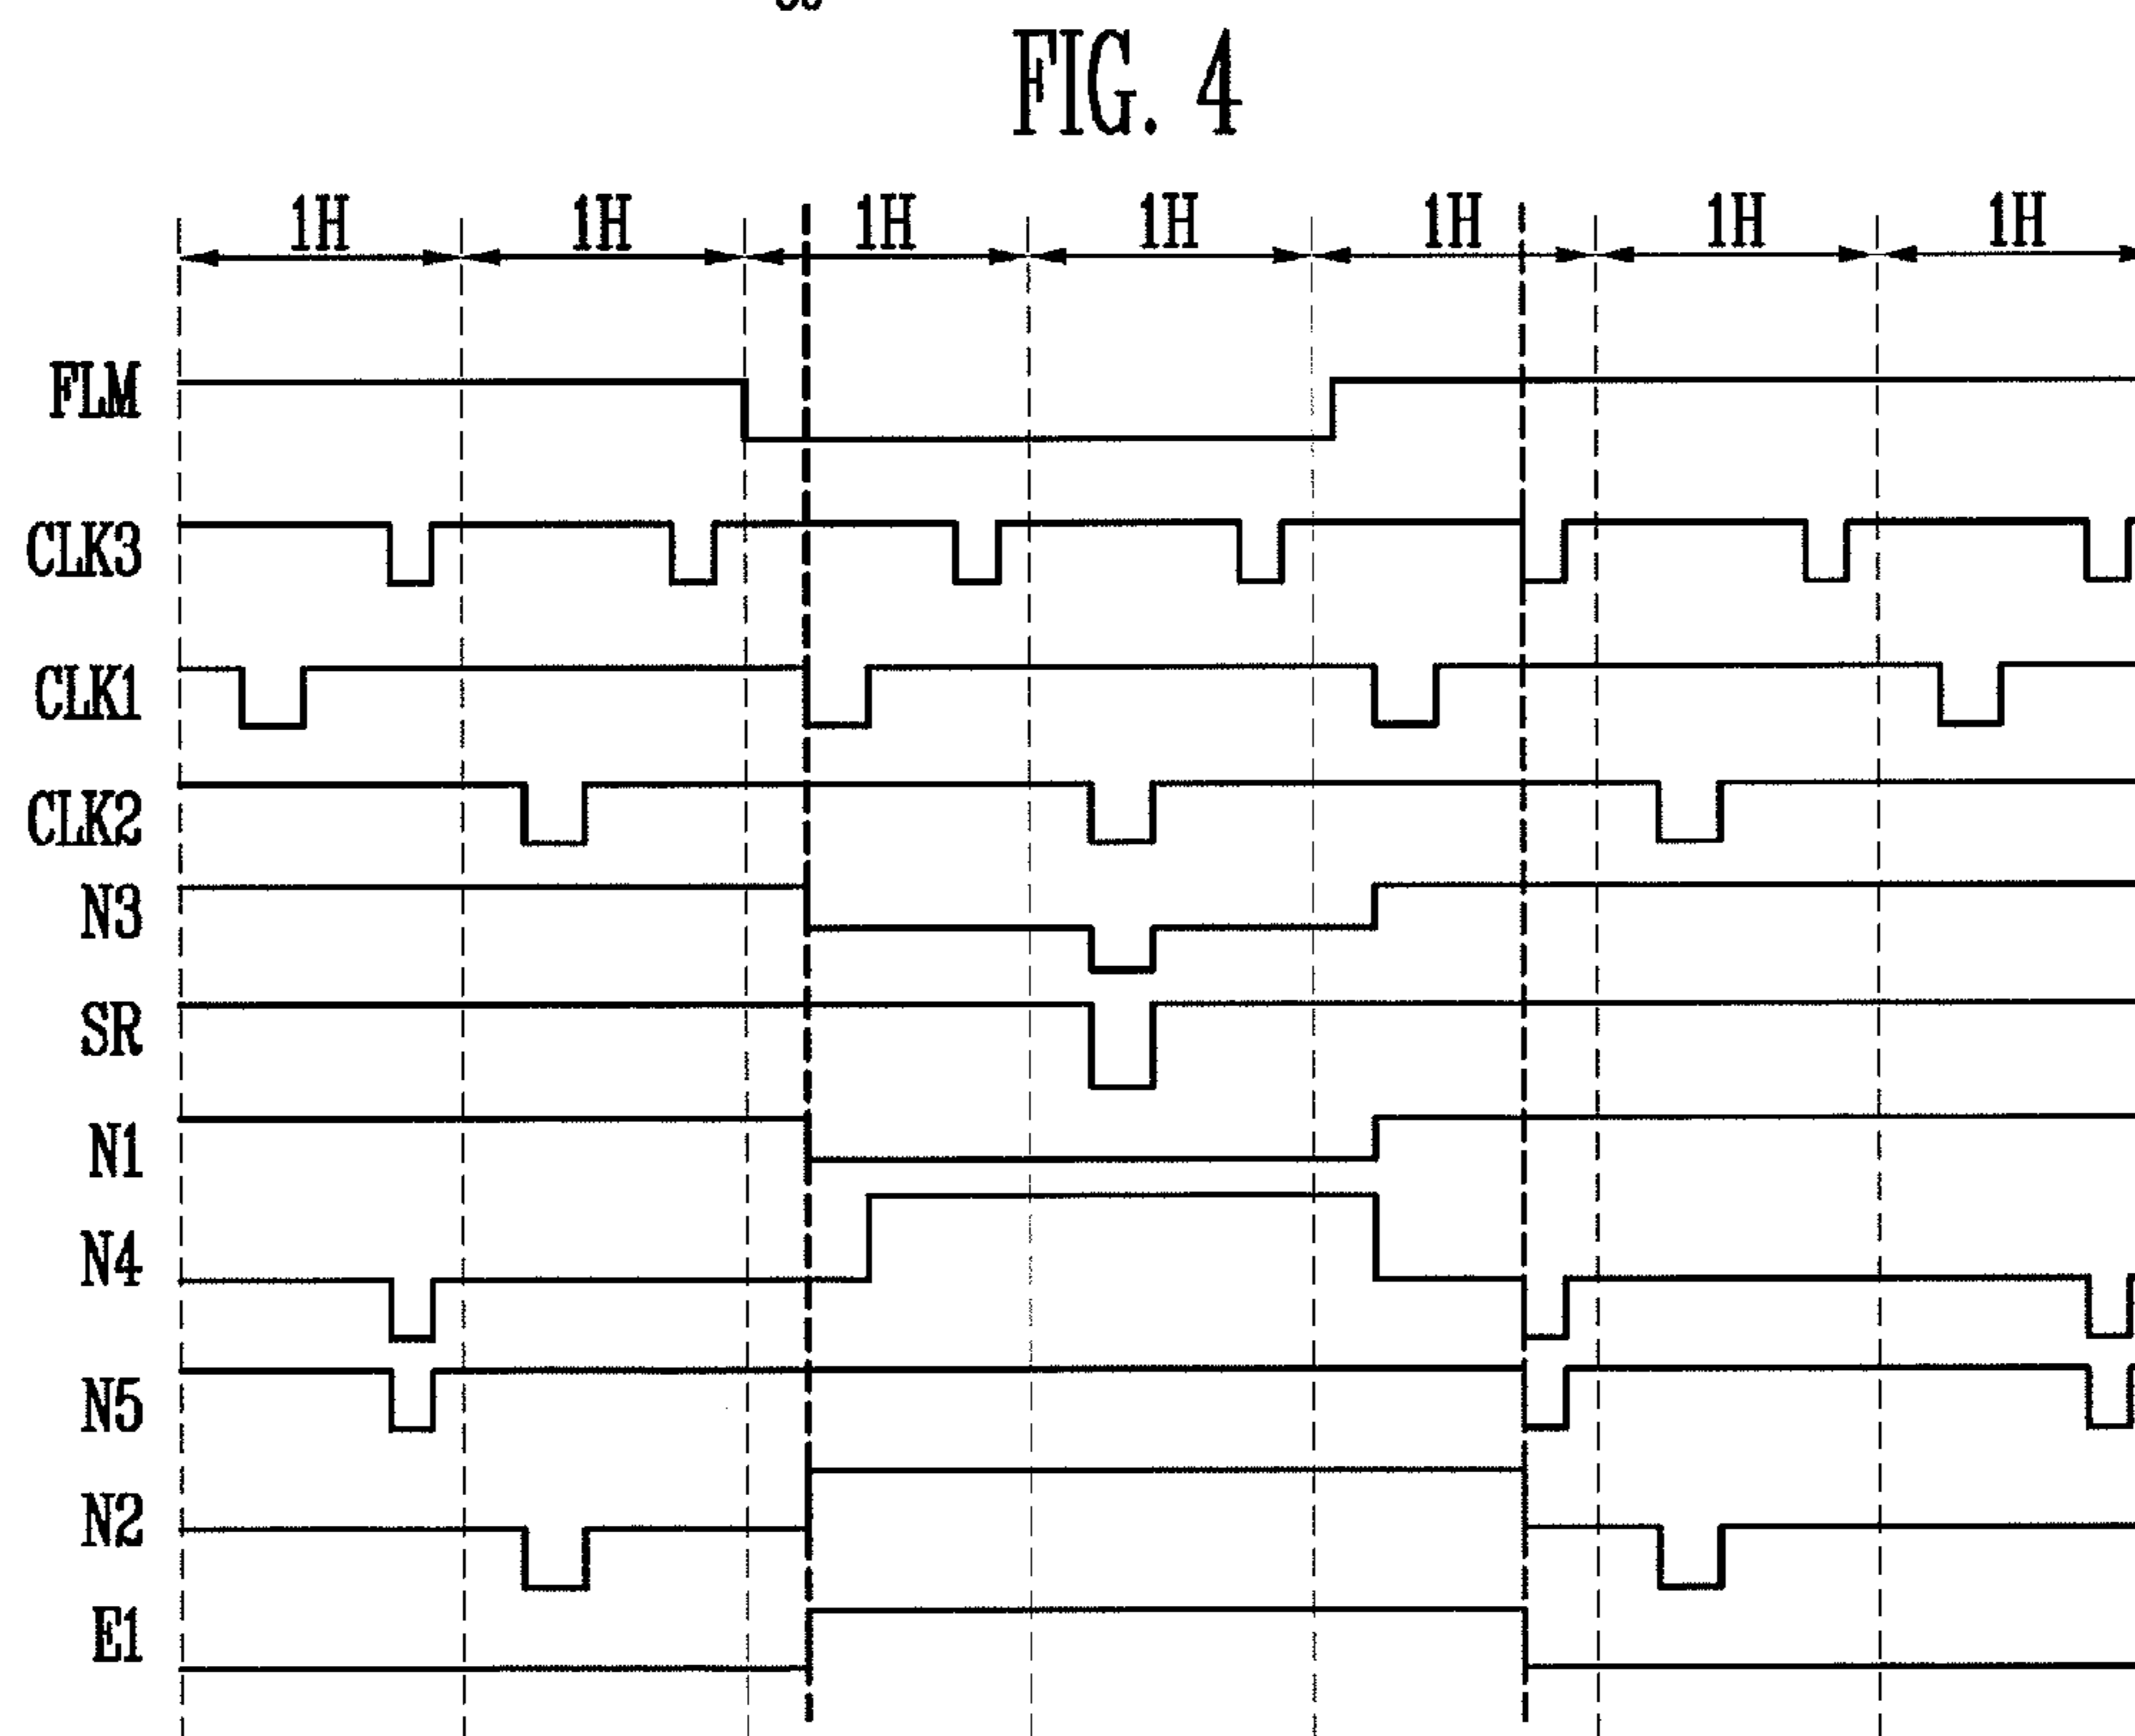 FIG. 4
1H 1H 1H 1H 1H 1H 1H
FLM
CLK3
CLK1
CLK2
N3
SR
N1
N4
N5
N2
E1